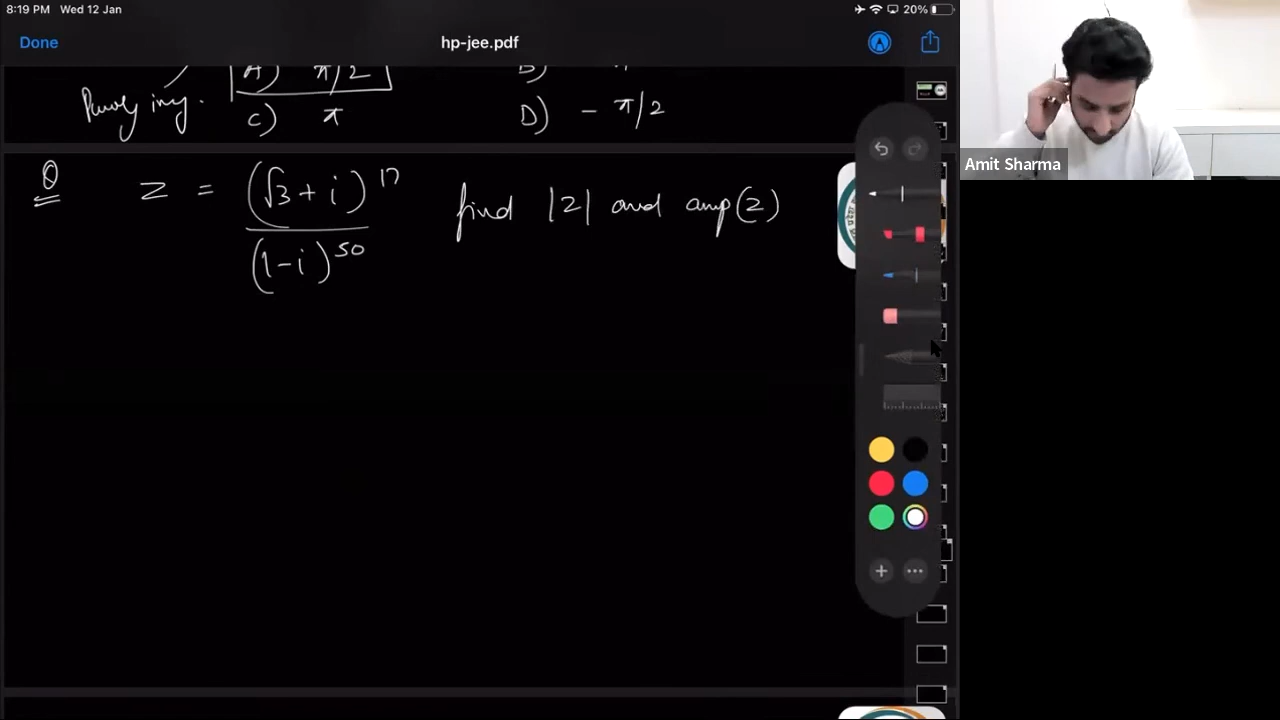 8:19 PM Wed 12 Jan 20%
Done hp-jee.pdf
A) π/2 B)
Purely img. C) π D) - π/2
Q z = (√3 + i)^17 / (1-i)^50 find |z| and amp(z)
Amit Sharma